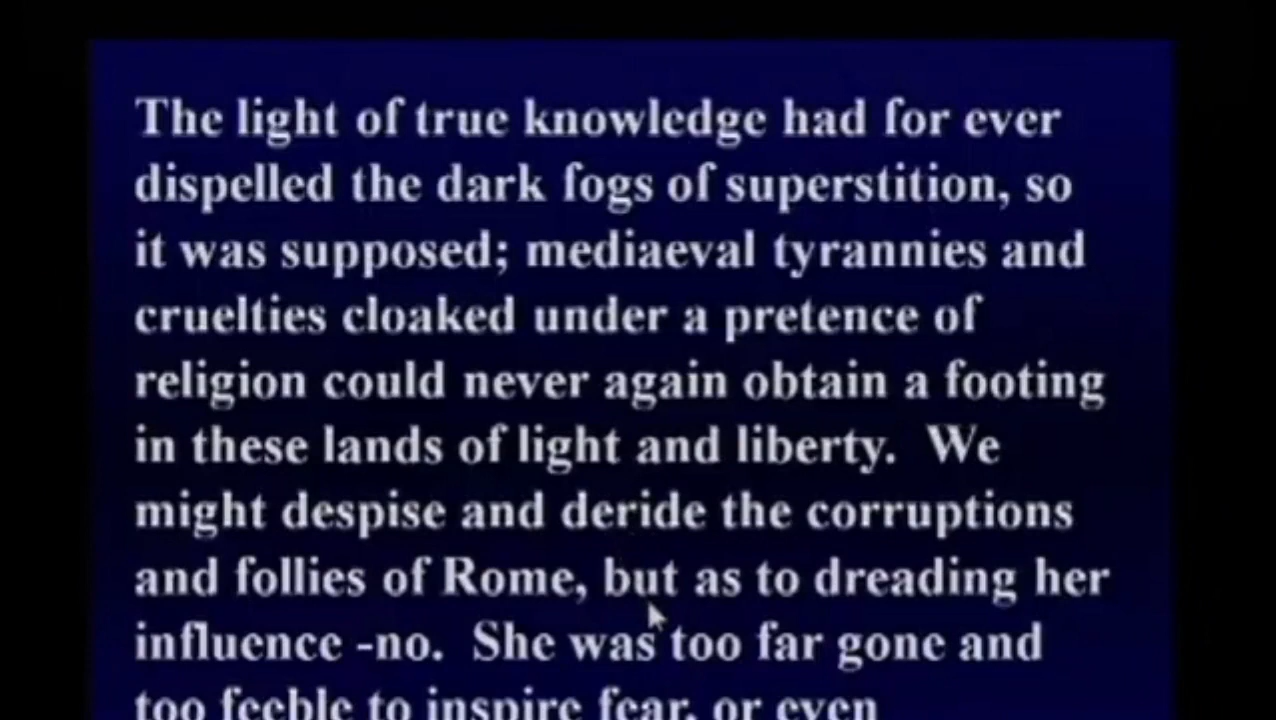 The light of true knowledge had for ever
dispelled the dark fogs of superstition, so
it was supposed; mediaeval tyrannies and
cruelties cloaked under a pretence of
religion could never again obtain a footing
in these lands of light and liberty. We
might despise and deride the corruptions
and follies of Rome, but as to dreading her
influence -no. She was too far gone and
too feeble to inspire fear, or even